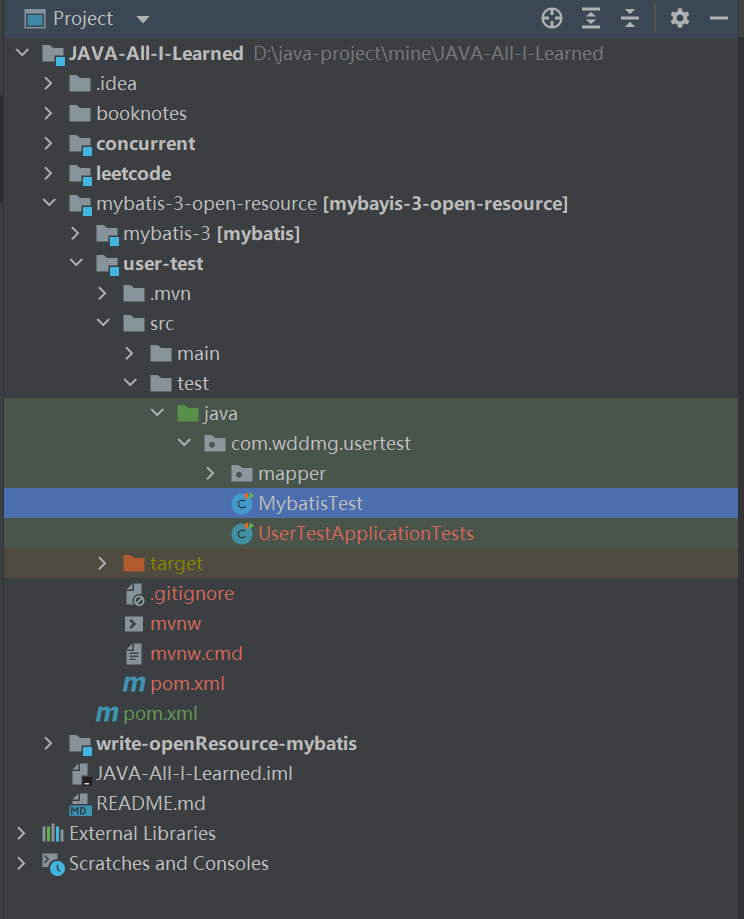 Project
JAVA-All-I-Learned D:\java-project\mine\JAVA-All-I-Learned
.idea
booknotes
concurrent
leetcode
mybatis-3-open-resource [mybayis-3-open-resource]
mybatis-3 [mybatis]
user-test
.mvn
src
main
test
java
com.wddmg.usertest
mapper
MybatisTest
UserTestApplicationTests
target
.gitignore
mvnw
mvnw.cmd
pom.xml
pom.xml
write-openResource-mybatis
JAVA-All-I-Learned.iml
README.md
External Libraries
Scratches and Consoles